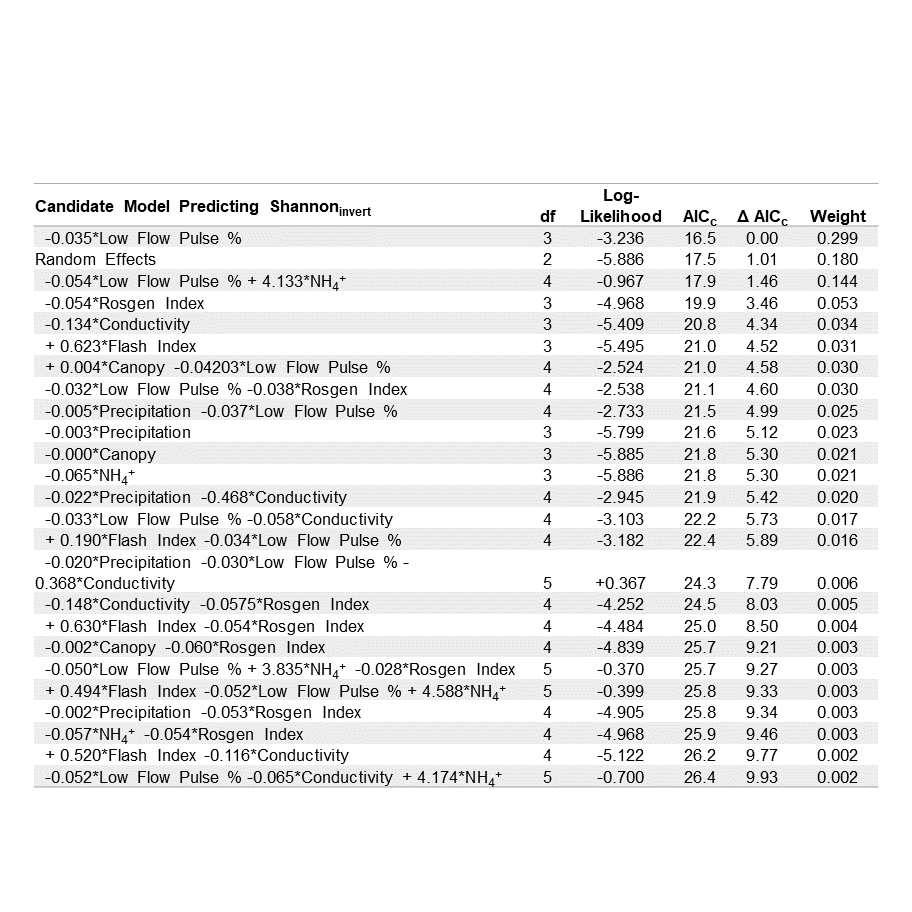 Candidate Model Predicting Shannoninvert df Log-Likelihood AICc Δ AICc Weight
-0.035*Low Flow Pulse % 3 -3.236 16.5 0.00 0.299
Random Effects 2 -5.886 17.5 1.01 0.180
-0.054*Low Flow Pulse % + 4.133*NH4+ 4 -0.967 17.9 1.46 0.144
-0.054*Rosgen Index 3 -4.968 19.9 3.46 0.053
-0.134*Conductivity 3 -5.409 20.8 4.34 0.034
+ 0.623*Flash Index 3 -5.495 21.0 4.52 0.031
+ 0.004*Canopy -0.04203*Low Flow Pulse % 4 -2.524 21.0 4.58 0.030
-0.032*Low Flow Pulse % -0.038*Rosgen Index 4 -2.538 21.1 4.60 0.030
-0.005*Precipitation -0.037*Low Flow Pulse % 4 -2.733 21.5 4.99 0.025
-0.003*Precipitation 3 -5.799 21.6 5.12 0.023
-0.000*Canopy 3 -5.885 21.8 5.30 0.021
-0.065*NH4+ 3 -5.886 21.8 5.30 0.021
-0.022*Precipitation -0.468*Conductivity 4 -2.945 21.9 5.42 0.020
-0.033*Low Flow Pulse % -0.058*Conductivity 4 -3.103 22.2 5.73 0.017
+ 0.190*Flash Index -0.034*Low Flow Pulse % 4 -3.182 22.4 5.89 0.016
-0.020*Precipitation -0.030*Low Flow Pulse % -
0.368*Conductivity 5 +0.367 24.3 7.79 0.006
-0.148*Conductivity -0.0575*Rosgen Index 4 -4.252 24.5 8.03 0.005
+ 0.630*Flash Index -0.054*Rosgen Index 4 -4.484 25.0 8.50 0.004
-0.002*Canopy -0.060*Rosgen Index 4 -4.839 25.7 9.21 0.003
-0.050*Low Flow Pulse % + 3.835*NH4+ -0.028*Rosgen Index 5 -0.370 25.7 9.27 0.003
+ 0.494*Flash Index -0.052*Low Flow Pulse % + 4.588*NH4+ 5 -0.399 25.8 9.33 0.003
-0.002*Precipitation -0.053*Rosgen Index 4 -4.905 25.8 9.34 0.003
-0.057*NH4+ -0.054*Rosgen Index 4 -4.968 25.9 9.46 0.003
+ 0.520*Flash Index -0.116*Conductivity 4 -5.122 26.2 9.77 0.002
-0.052*Low Flow Pulse % -0.065*Conductivity + 4.174*NH4+ 5 -0.700 26.4 9.93 0.002